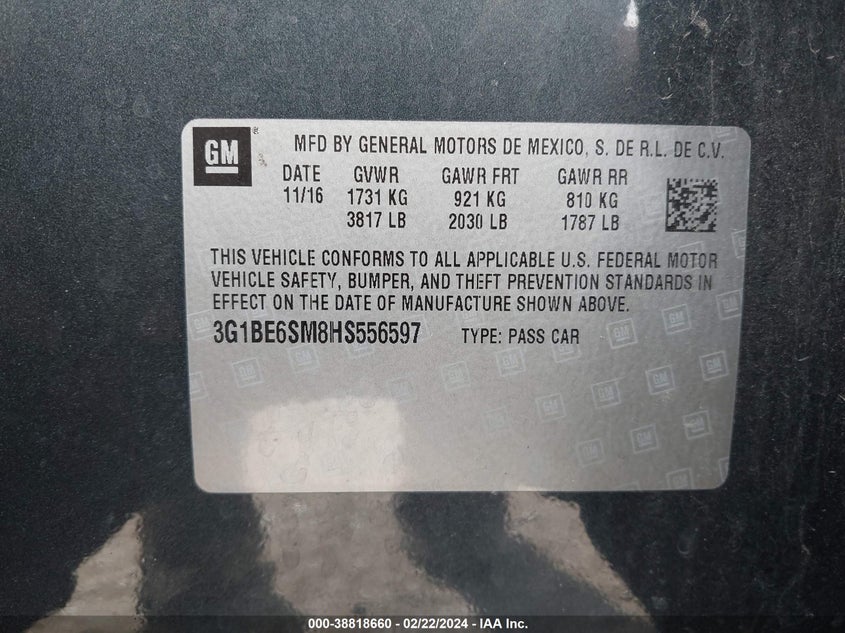 GM ® MFD BY GENERAL MOTORS DE MEXICO, S. DE R.L. DE C.V.
DATE GVWR GAWR FRT GAWR RR
11/16 1731 KG 921 KG 810 KG
3817 LB 2030 LB 1787 LB
THIS VEHICLE CONFORMS TO ALL APPLICABLE U.S. FEDERAL MOTOR
VEHICLE SAFETY, BUMPER, AND THEFT PREVENTION STANDARDS IN
EFFECT ON THE DATE OF MANUFACTURE SHOWN ABOVE.
3G1BE6SM8HS556597 TYPE: PASS CAR
000-38818660 - 02/22/2024 - IAA Inc.